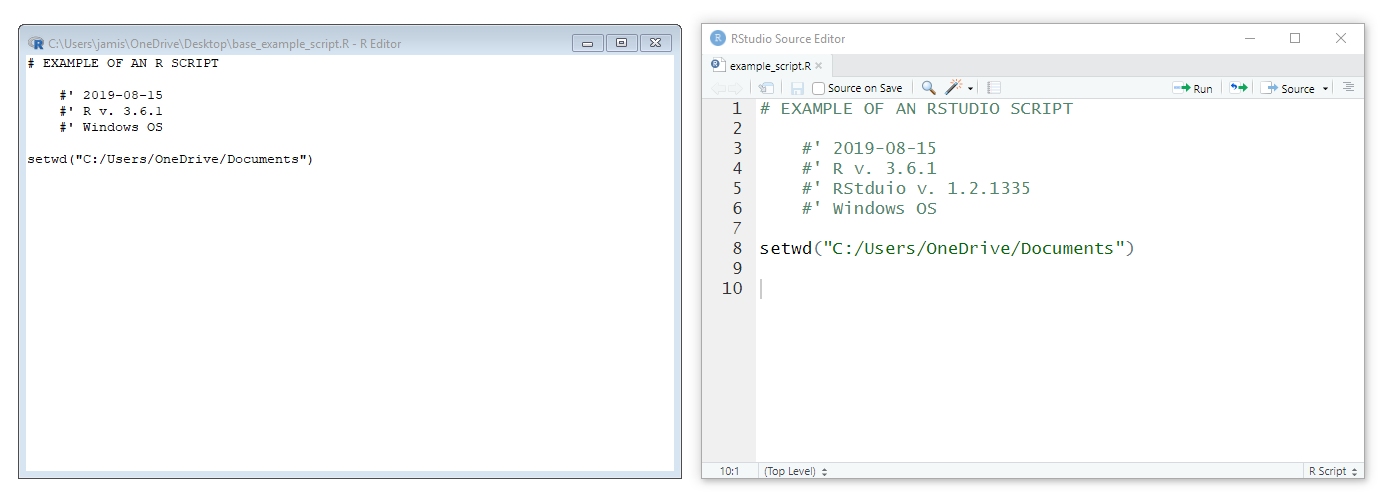 C:\Users\jamis\OneDrive\Desktop\base_example_script.R - R Editor
# EXAMPLE OF AN R SCRIPT
#' 2019-08-15
#' R v. 3.6.1
#' Windows OS
setwd("C:/Users/OneDrive/Documents")
RStudio Source Editor
example_script.R
Source on Save Run Source
1 # EXAMPLE OF AN RSTUDIO SCRIPT
2
3 #' 2019-08-15
4 #' R v. 3.6.1
5 #' RStduio v. 1.2.1335
6 #' Windows OS
7
8 setwd("C:/Users/OneDrive/Documents")
9
10
10:1 (Top Level) R Script